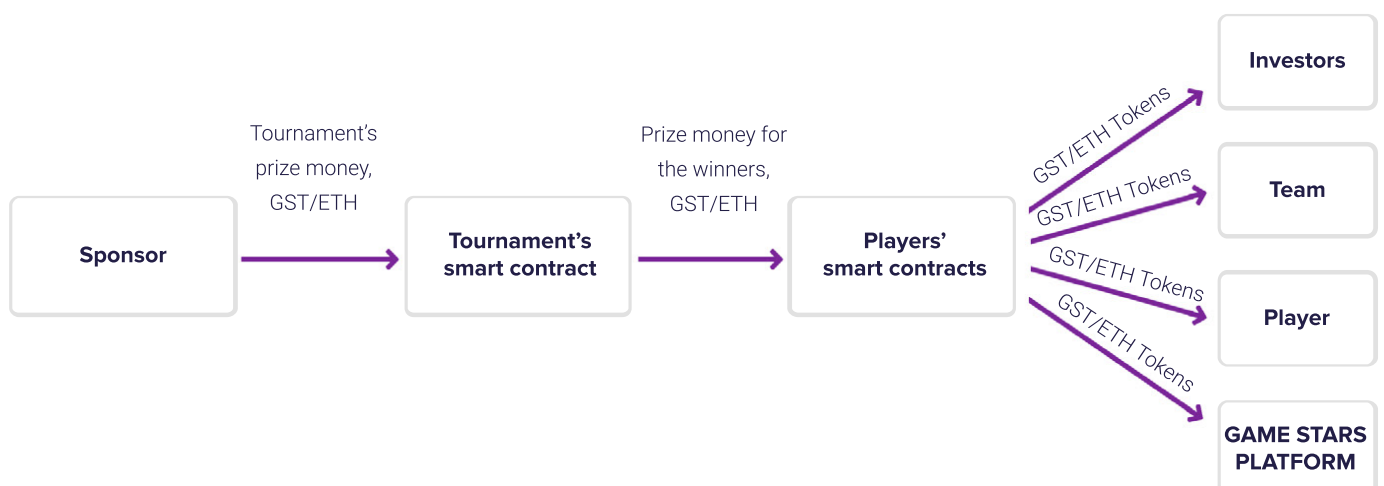 Sponsor
Tournament’s
prize money,
GST/ETH
Tournament’s
smart contract
Prize money for
the winners,
GST/ETH
Players’
smart contracts
GST/ETH Tokens
Investors
GST/ETH Tokens
Team
GST/ETH Tokens
Player
GST/ETH Tokens
GAME STARS
PLATFORM